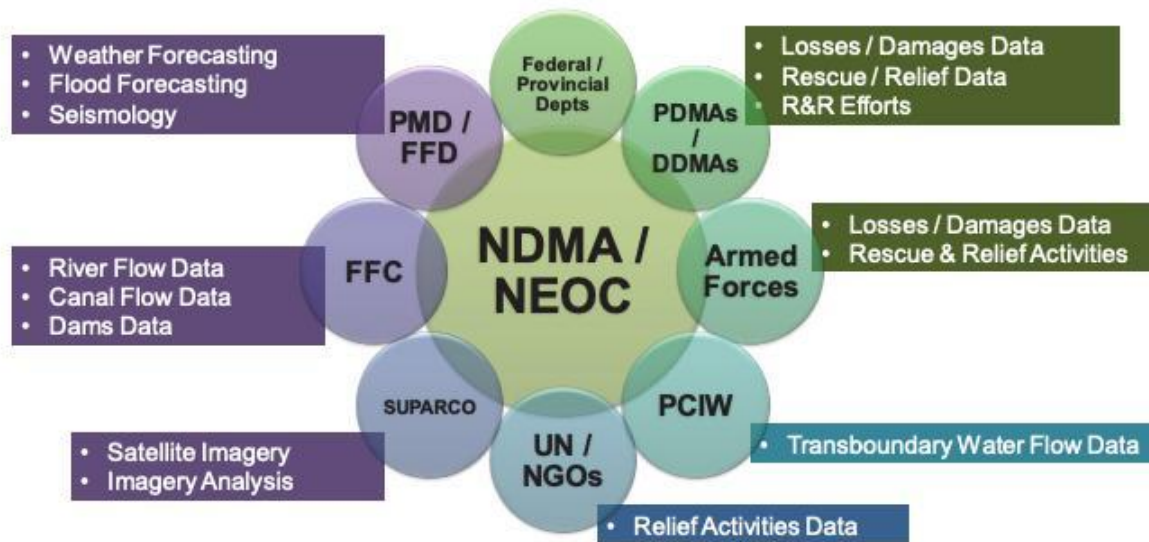 • Weather Forecasting
• Flood Forecasting
• Seismology
PMD /
FFD
Federal /
Provincial
Depts
PDMAs
/
DDMAs
• Losses / Damages Data
• Rescue / Relief Data
• R&R Efforts
• River Flow Data
• Canal Flow Data
• Dams Data
FFC
NDMA /
NEOC
Armed
Forces
• Losses / Damages Data
• Rescue & Relief Activities
• Satellite Imagery
• Imagery Analysis
SUPARCO
UN /
NGOs
• Relief Activities Data
PCIW
• Transboundary Water Flow Data